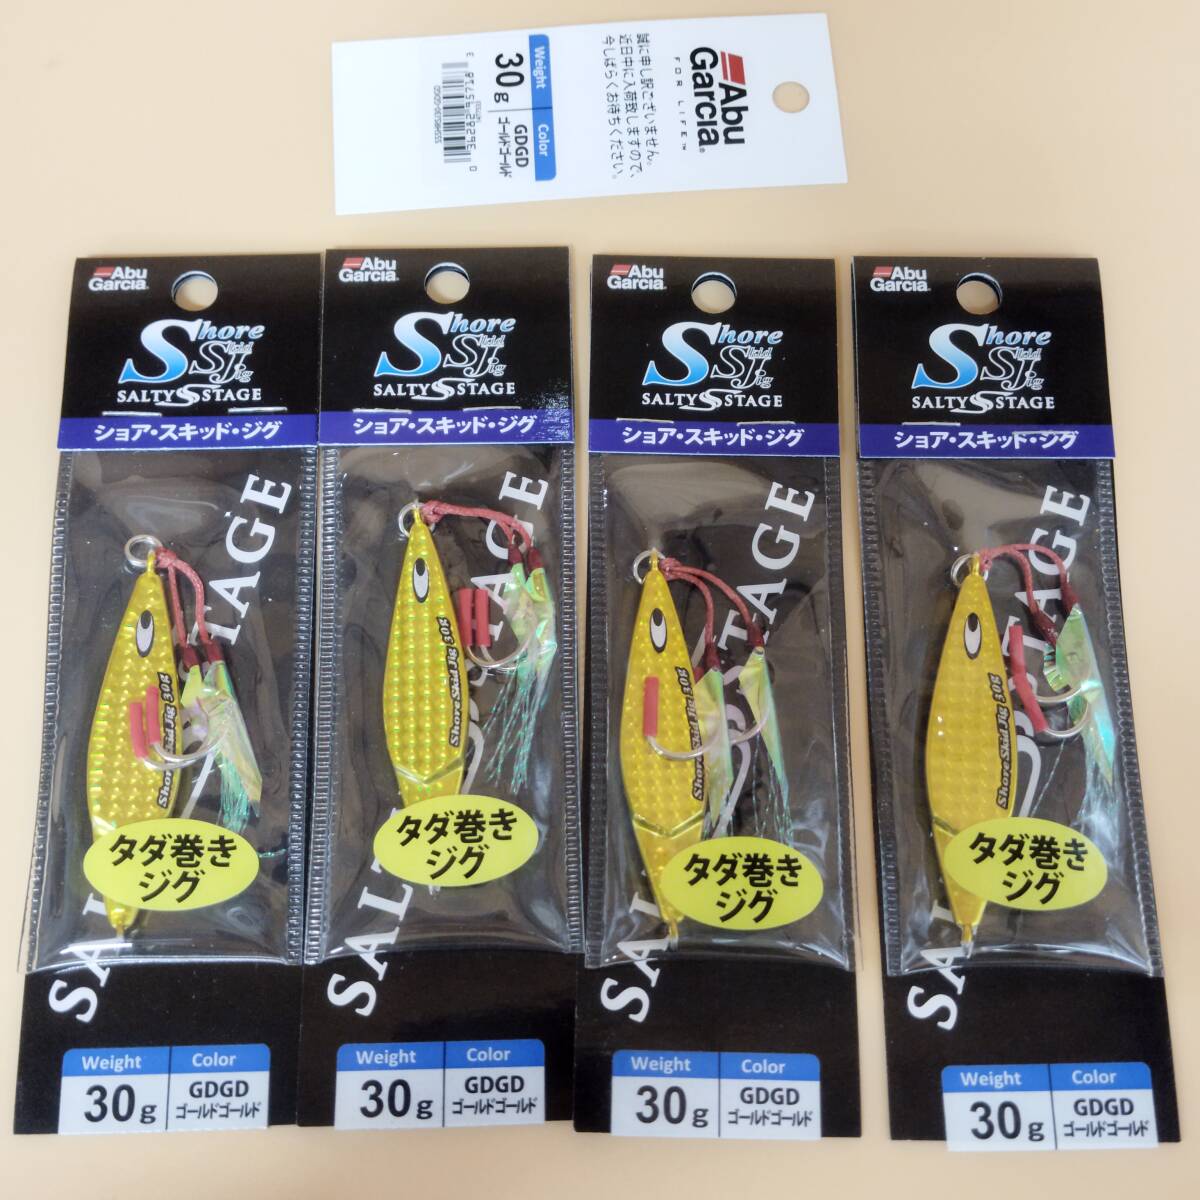 Abu
Garcia®
FOR LIFE™
誠に申し訳ございません。
近日中に入荷致しますので、
今しばらくお待ちください。
Weight Color
30g GDGD
ゴールドゴールド
Abu
Garcia
Shore
Skid
Jig
SALTY STAGE
ショア・スキッド・ジグ
SALTY STAGE
Shore Skid Jig 30g
タダ巻き
ジグ
Weight Color
30g GDGD
ゴールドゴールド
Abu
Garcia
Shore
Skid
Jig
SALTY STAGE
ショア・スキッド・ジグ
SALTY STAGE
Shore Skid Jig 30g
タダ巻き
ジグ
Weight Color
30g GDGD
ゴールドゴールド
Abu
Garcia
Shore
Skid
Jig
SALTY STAGE
ショア・スキッド・ジグ
SALTY STAGE
Skid Jig 30g
タダ巻き
ジグ
Weight Color
30g GDGD
ゴールドゴールド
Abu
Garcia
Shore
Skid
Jig
SALTY STAGE
ショア・スキッド・ジグ
SALTY STAGE
Shore Skid Jig 30g
タダ巻き
ジグ
Weight Color
30g GDGD
ゴールドゴールド